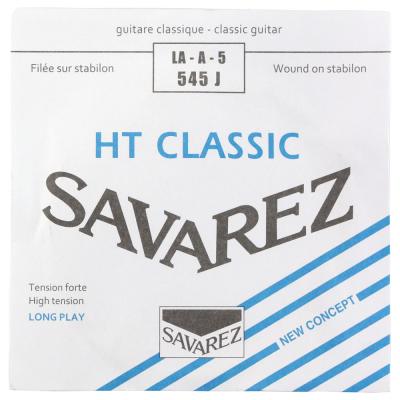 guitare classique - classic guitar
Filée sur stabilon
LA - A - 5
545 J
Wound on stabilon
HT CLASSIC
SAVAREZ
Tension forte
High tension
LONG PLAY
SAVAREZ
NEW CONCEPT